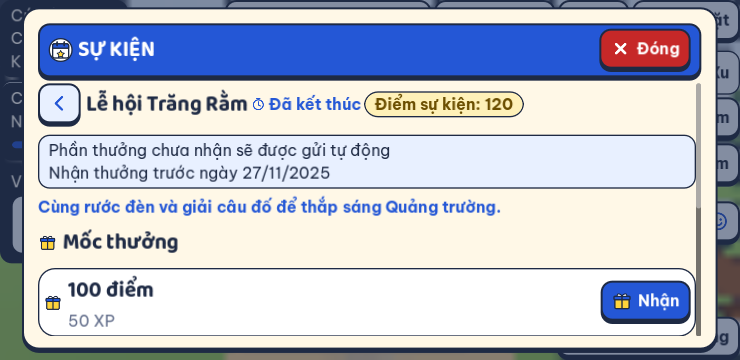 SỰ KIỆN
Đóng
Lễ hội Trăng Rằm
Đã kết thúc
Điểm sự kiện: 120
Phần thưởng chưa nhận sẽ được gửi tự động
Nhận thưởng trước ngày 27/11/2025
Cùng rước đèn và giải câu đố để thắp sáng Quảng trường.
Mốc thưởng
100 điểm
50 XP
Nhận